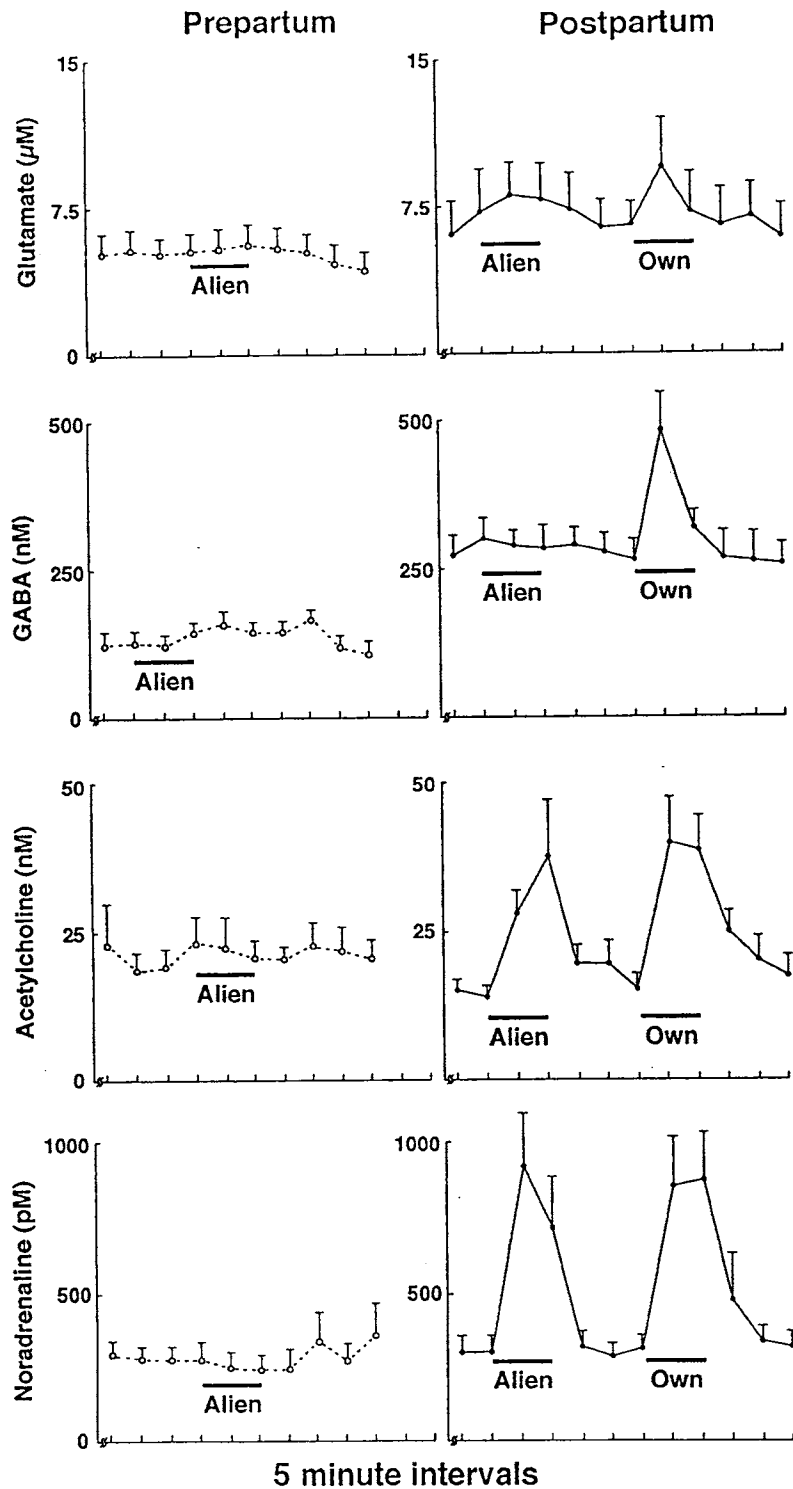 Prepartum
Postpartum
Glutamate (µM)
15
7.5
0
Alien
15
7.5
Alien
Own
GABA (nM)
500
250
0
Alien
500
250
Alien
Own
Acetylcholine (nM)
50
25
0
Alien
50
25
Alien
Own
Noradrenaline (pM)
1000
500
0
Alien
1000
500
Alien
Own
5 minute intervals